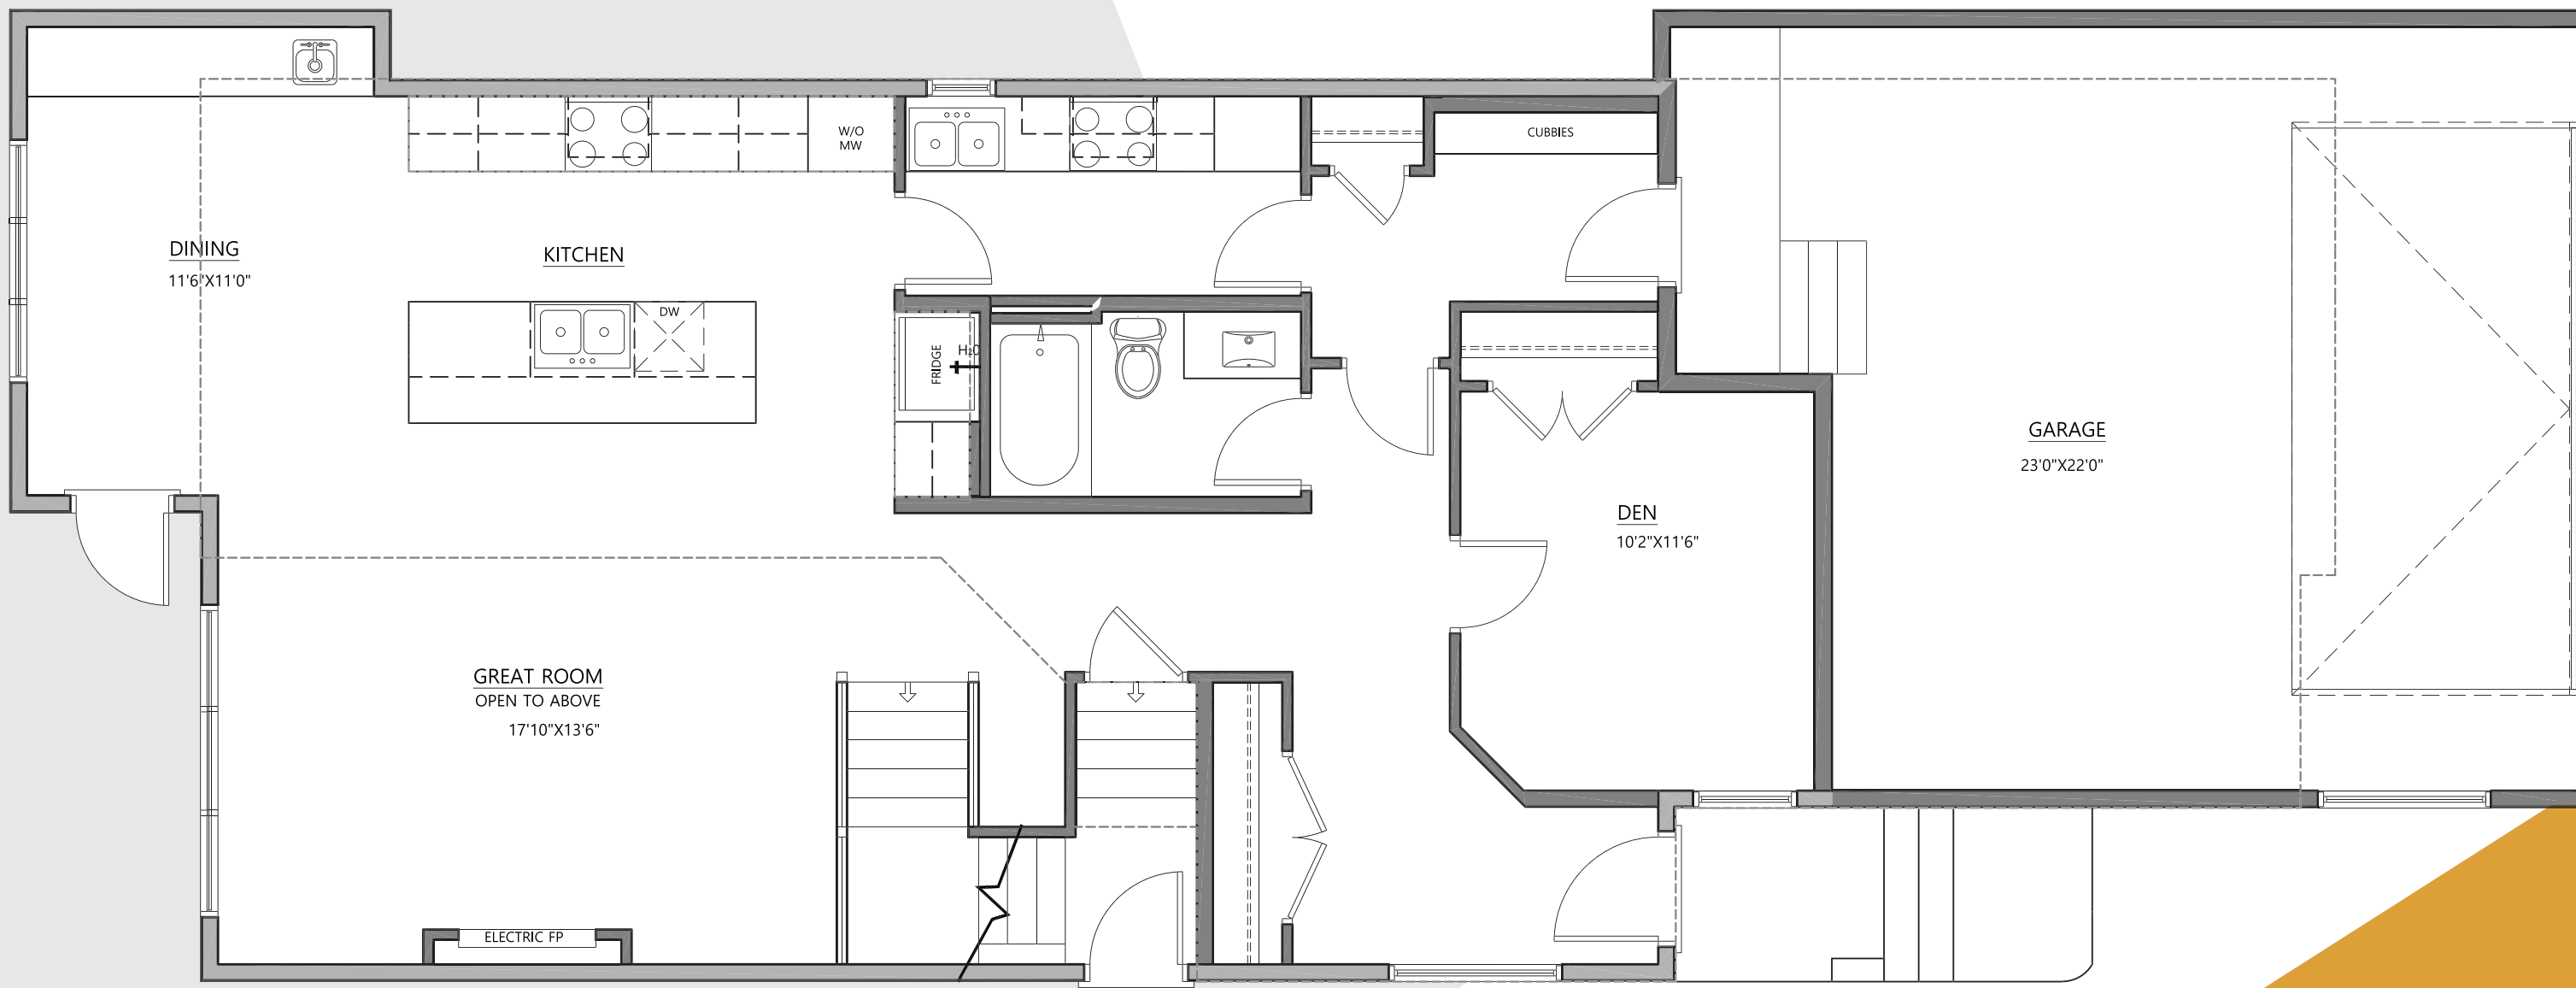 W/O
MW
CUBBIES
DINING
11'6"X11'0"
KITCHEN
DW
FRIDGE
H₂O
GARAGE
23'0"X22'0"
DEN
10'2"X11'6"
GREAT ROOM
OPEN TO ABOVE
17'10"X13'6"
ELECTRIC FP